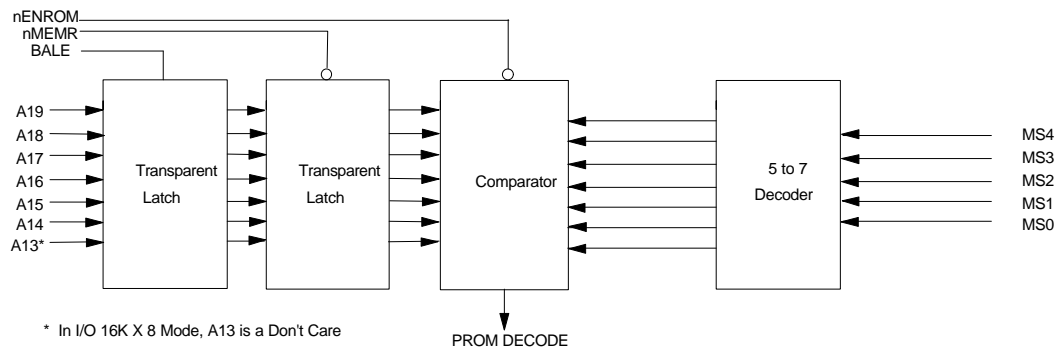 nENROM
nMEMR
BALE
A19
A18
A17
A16
A15
A14
A13*
Transparent
Latch
Transparent
Latch
Comparator
5 to 7
Decoder
MS4
MS3
MS2
MS1
MS0
* In I/O 16K X 8 Mode, A13 is a Don't Care
PROM DECODE